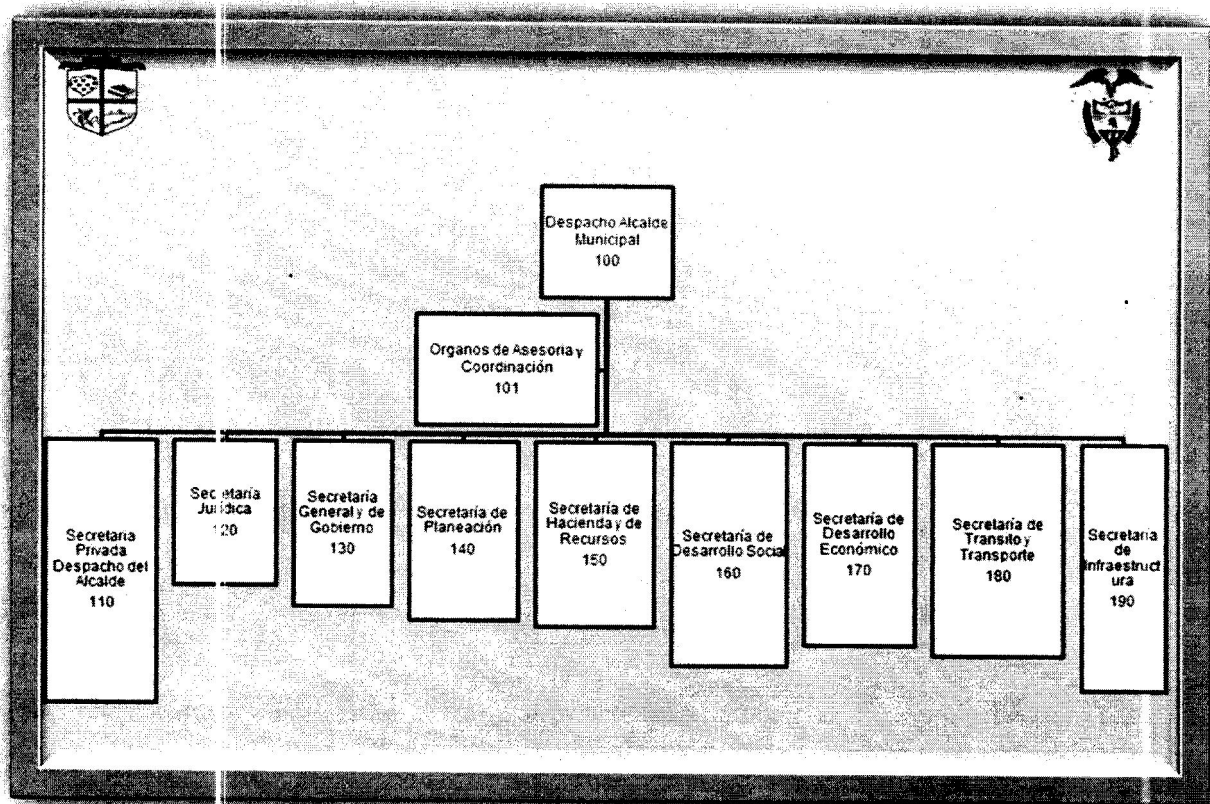 Despacho Alcalde
Municipal
100
Organos de Asesoria y
Coordinación
101
Secretaria
Privada
Despacho del
Alcalde
110
Secretaría
Jurídica
120
Secretaria
General y de
Gobierno
130
Secretaría de
Planeación
140
Secretaría de
Hacienda y de
Recursos
150
Secretaría de
Desarrollo Social
160
Secretaría de
Desarrollo
Económico
170
Secretaría de
Transito y
Transporte
180
Secretaria
de
Infraestruct
ura
190